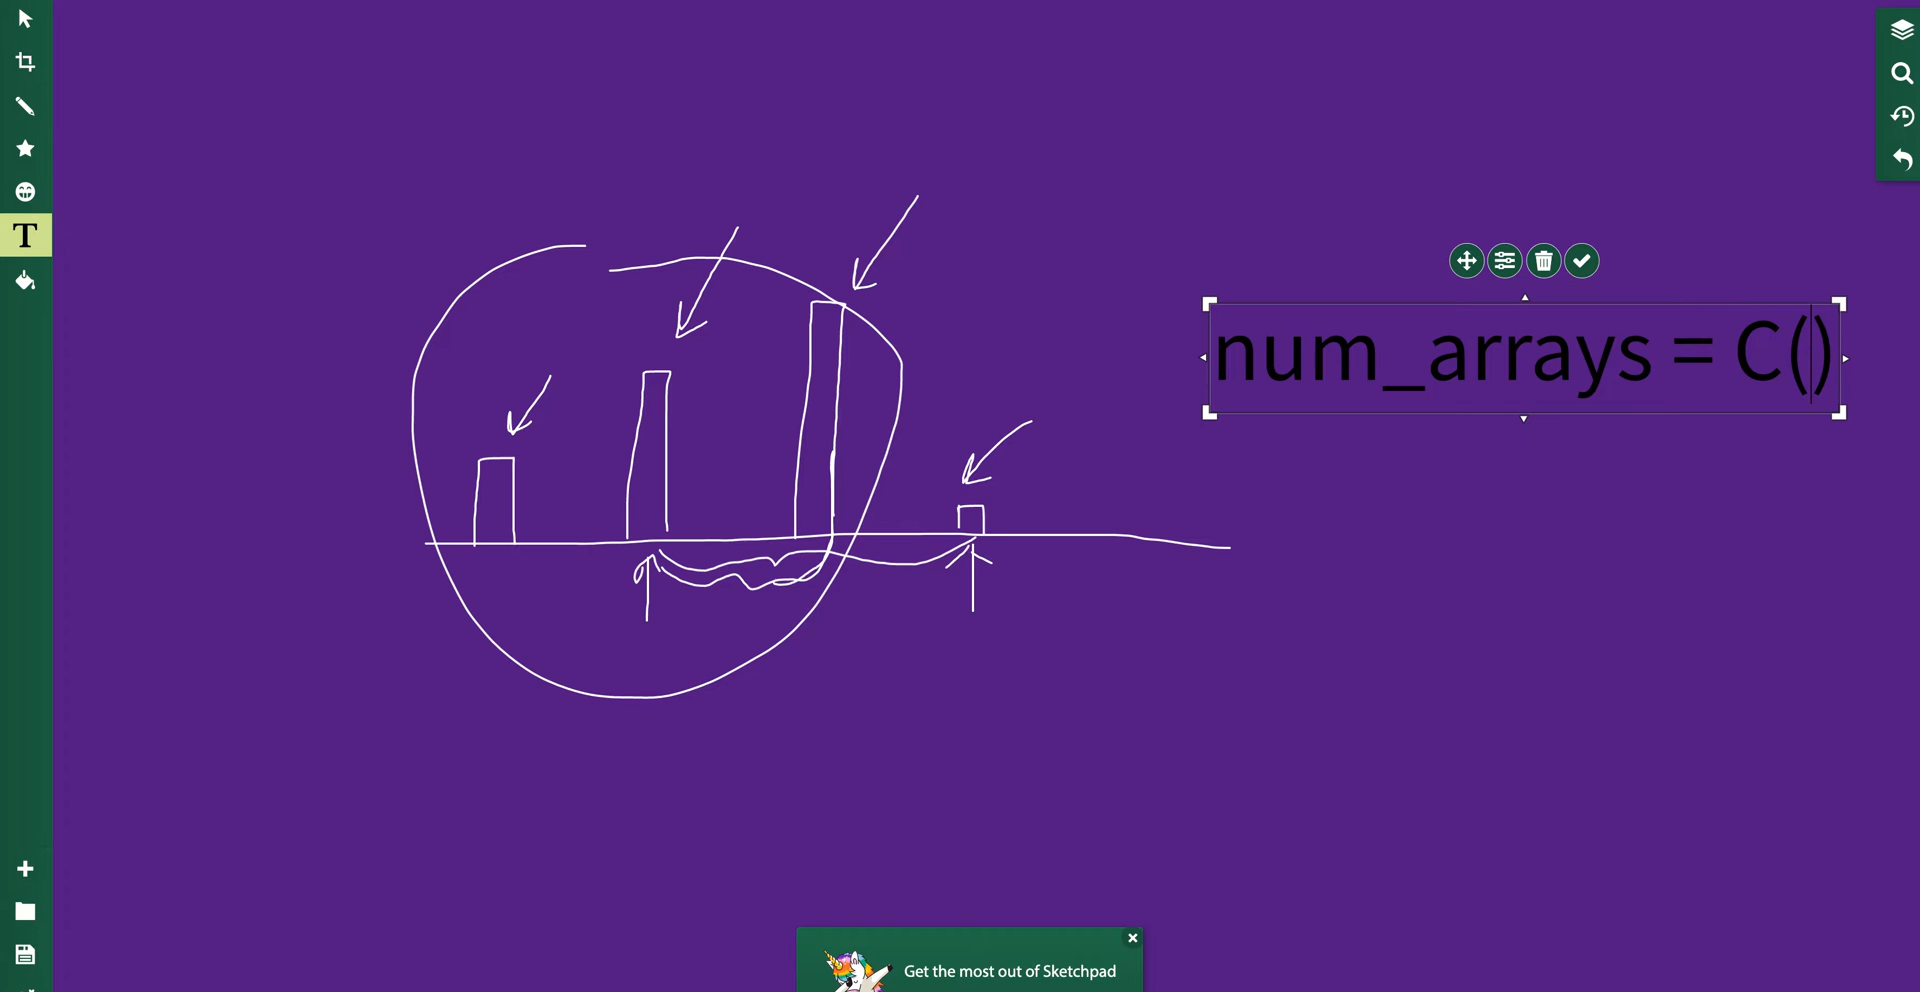 T
num_arrays = C()
Get the most out of Sketchpad